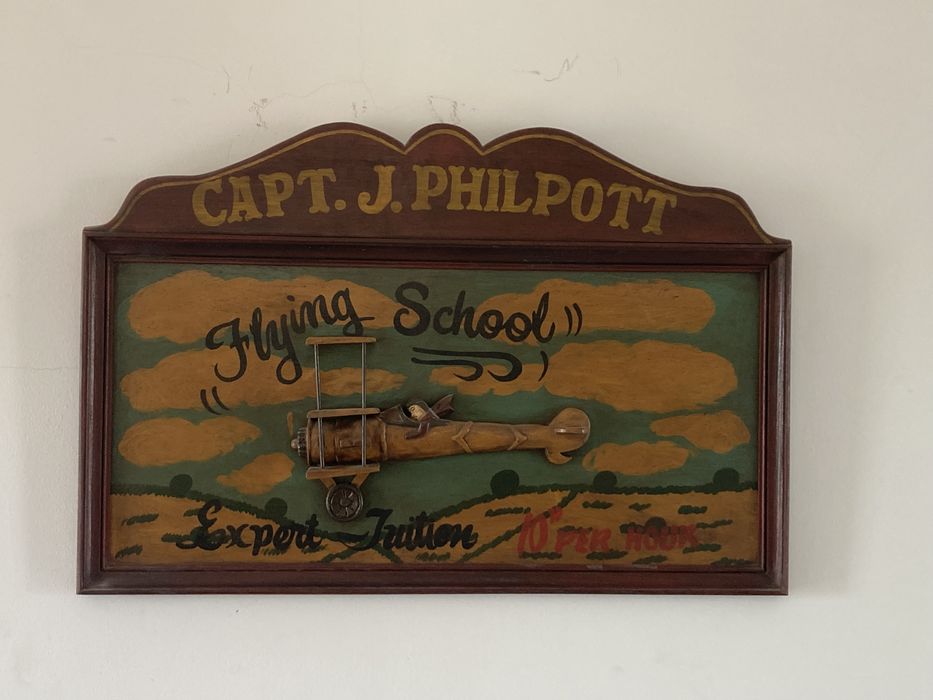 CAPT. J. PHILPOTT
Flying School
Expert Tuition 10" PER HOUR